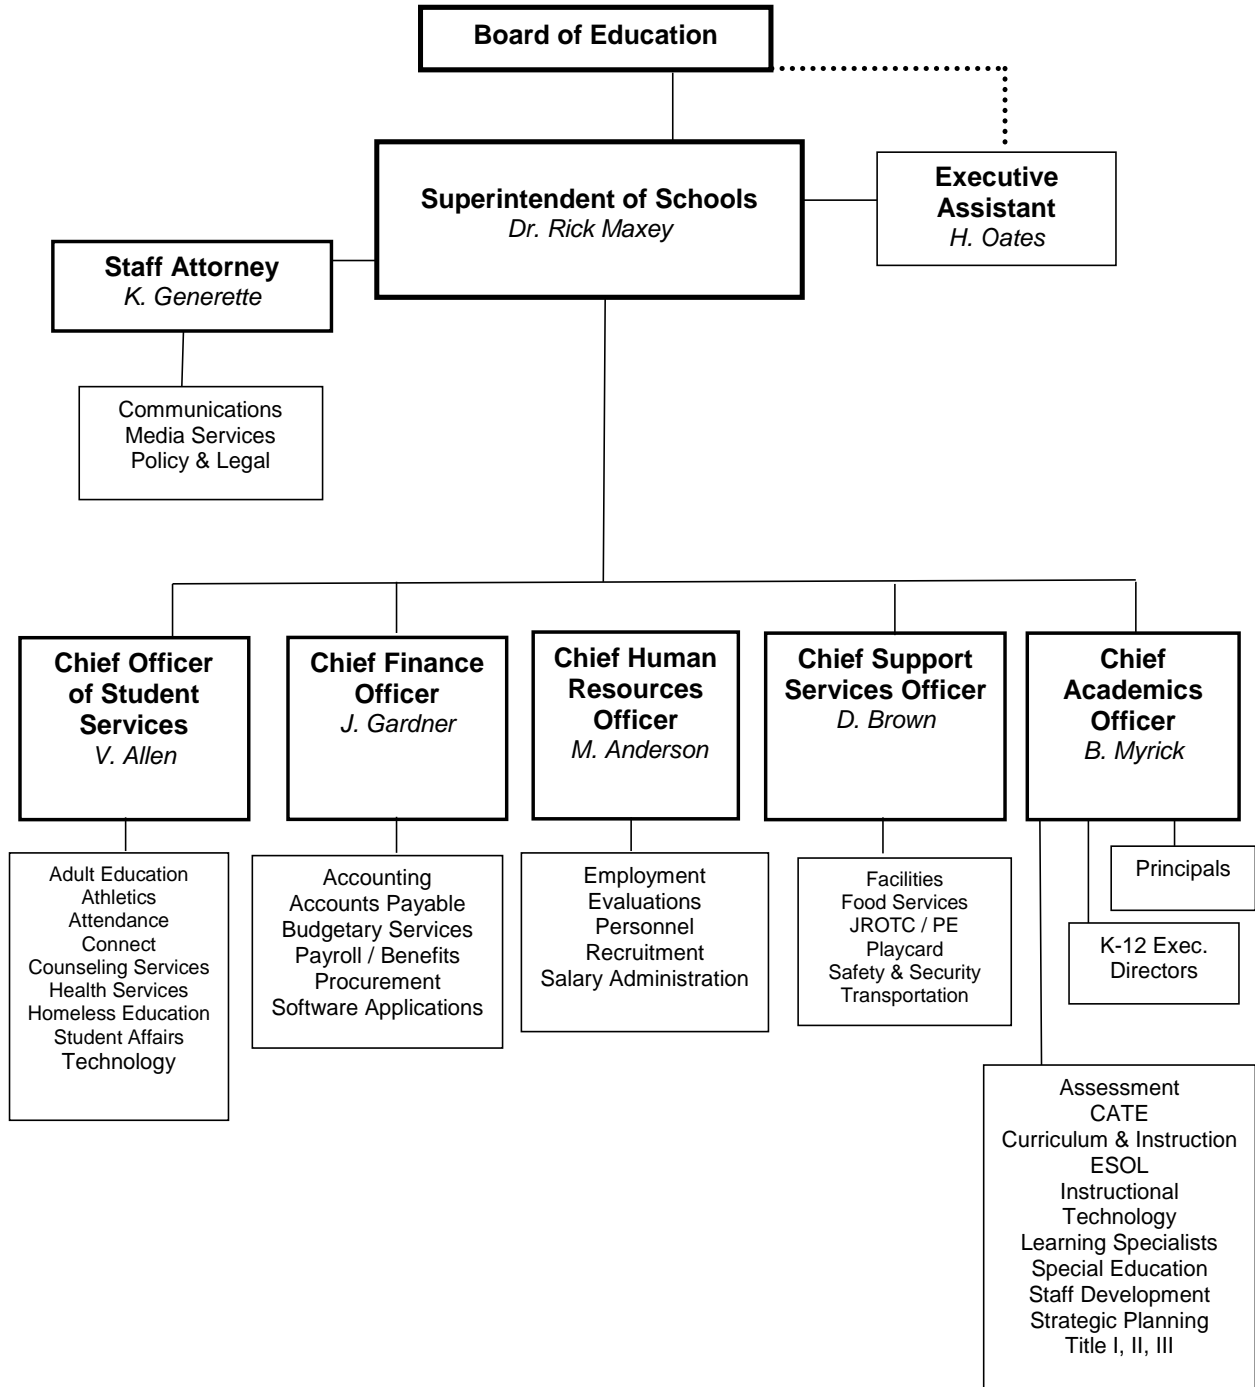 Board of Education
Superintendent of Schools
Dr. Rick Maxey
Executive
Assistant
H. Oates
Staff Attorney
K. Generette
Communications
Media Services
Policy & Legal
Chief Officer
of Student
Services
V. Allen
Chief Finance
Officer
J. Gardner
Chief Human
Resources
Officer
M. Anderson
Chief Support
Services Officer
D. Brown
Chief
Academics
Officer
B. Myrick
Adult Education
Athletics
Attendance
Connect
Counseling Services
Health Services
Homeless Education
Student Affairs
Technology
Accounting
Accounts Payable
Budgetary Services
Payroll / Benefits
Procurement
Software Applications
Employment
Evaluations
Personnel
Recruitment
Salary Administration
Facilities
Food Services
JROTC / PE
Playcard
Safety & Security
Transportation
Principals
K-12 Exec.
Directors
Assessment
CATE
Curriculum & Instruction
ESOL
Instructional
Technology
Learning Specialists
Special Education
Staff Development
Strategic Planning
Title I, II, III